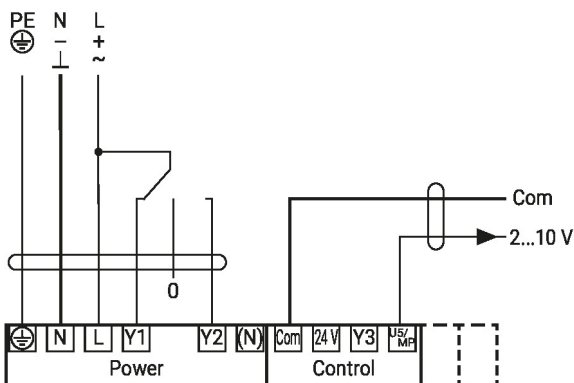 PE N L
– +
~
Com
2...10 V
0
N L Y1 Y2 (N) Com 24 V Y3 U5/MP
Power Control